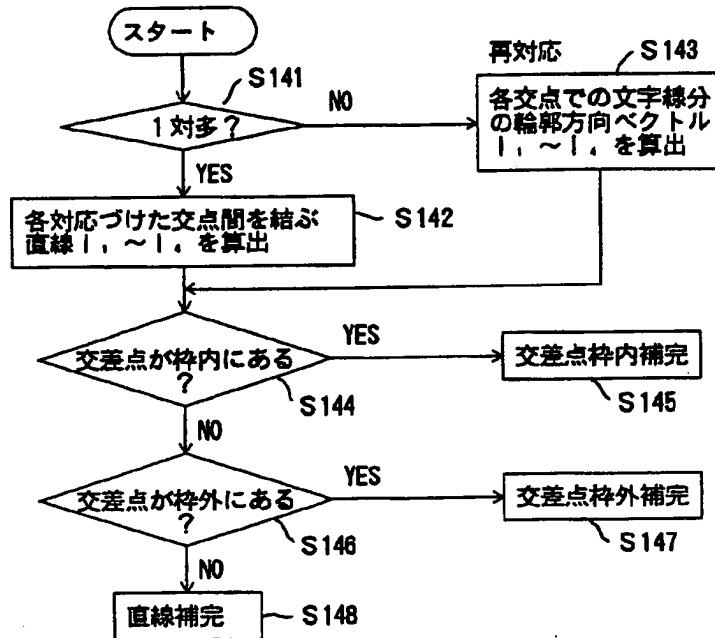 スタート
S141
1対多?
NO
YES
再対応
S143
各交点での文字線分
の輪郭方向ベクトル
l₁~l₄を算出
各対応づけた交点間を結ぶ
直線l₁~l₄を算出
S142
交差点が枠内にある
?
S144
YES
交差点枠内補完
S145
NO
交差点が枠外にある
?
S146
YES
交差点枠外補完
S147
NO
直線補完
S148